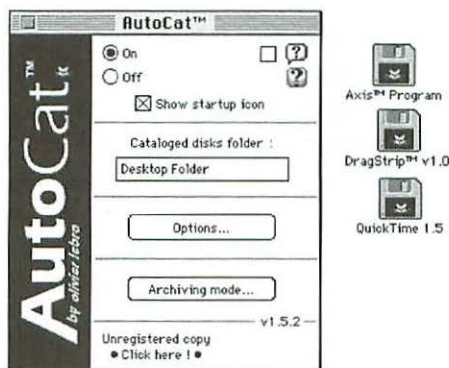 AutoCat™
On
Off
Show startup icon
Cataloged disks folder :
Desktop Folder
Options...
Archiving mode...
v1.5.2
Unregistered copy
• Click here ! •
AutoCat™
by olivier lebra
Axis™ Program
DragStrip™ v1.0
QuickTime 1.5